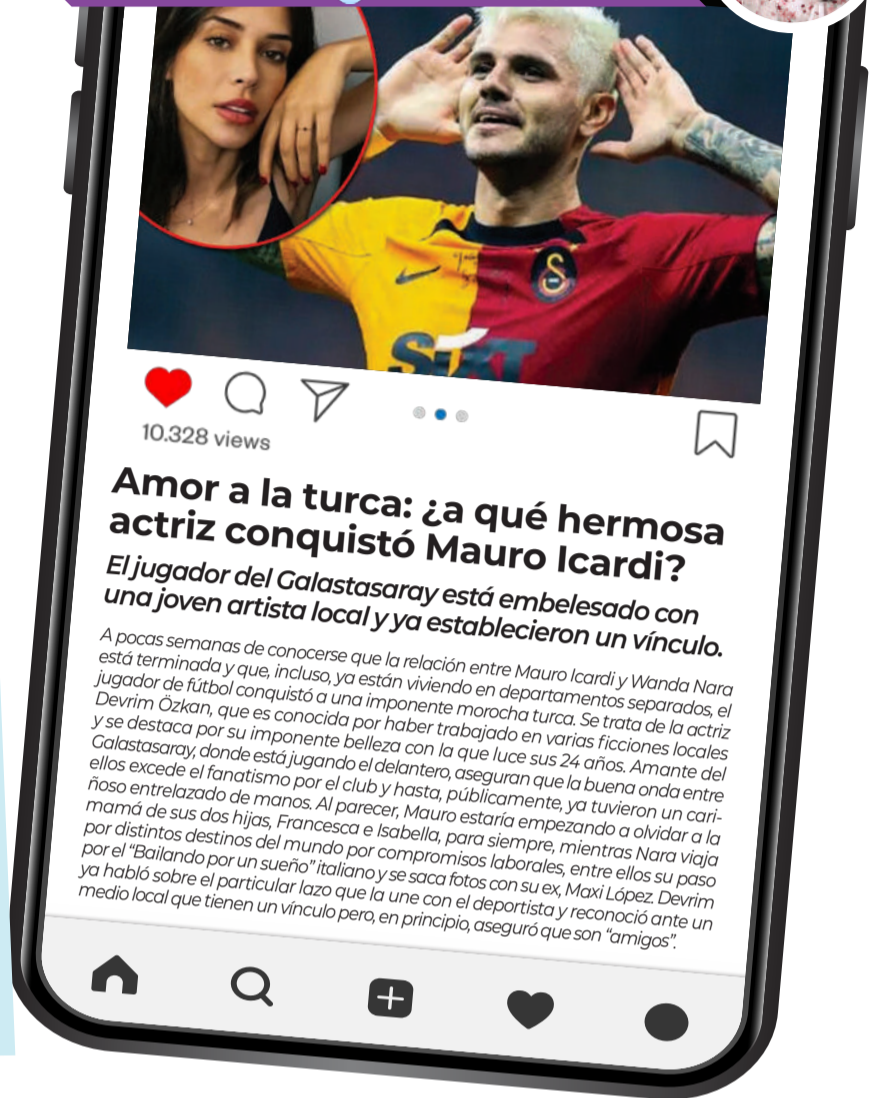 SIXT
10.328 views
Amor a la turca: ¿a qué hermosa
actriz conquistó Mauro Icardi?
El jugador del Galastasaray está embelesado con
una joven artista local y ya establecieron un vínculo.
A pocas semanas de conocerse que la relación entre Mauro Icardi y Wanda Nara
está terminada y que, incluso, ya están viviendo en departamentos separados, el
jugador de fútbol conquistó a una imponente morocha turca. Se trata de la actriz
Devrim Özkan, que es conocida por haber trabajado en varias ficciones locales
y se destaca por su imponente belleza con la que luce sus 24 años. Amante del
Galastasaray, donde está jugando el delantero, aseguran que la buena onda entre
ellos excede el fanatismo por el club y hasta, públicamente, ya tuvieron un cari-
ñoso entrelazado de manos. Al parecer, Mauro estaría empezando a olvidar a la
mamá de sus dos hijas, Francesca e Isabella, para siempre, mientras Nara viaja
por distintos destinos del mundo por compromisos laborales, entre ellos su paso
por el “Bailando por un sueño” italiano y se saca fotos con su ex, Maxi López. Devrim
ya habló sobre el particular lazo que la une con el deportista y reconoció ante un
medio local que tienen un vínculo pero, en principio, aseguró que son “amigos”.